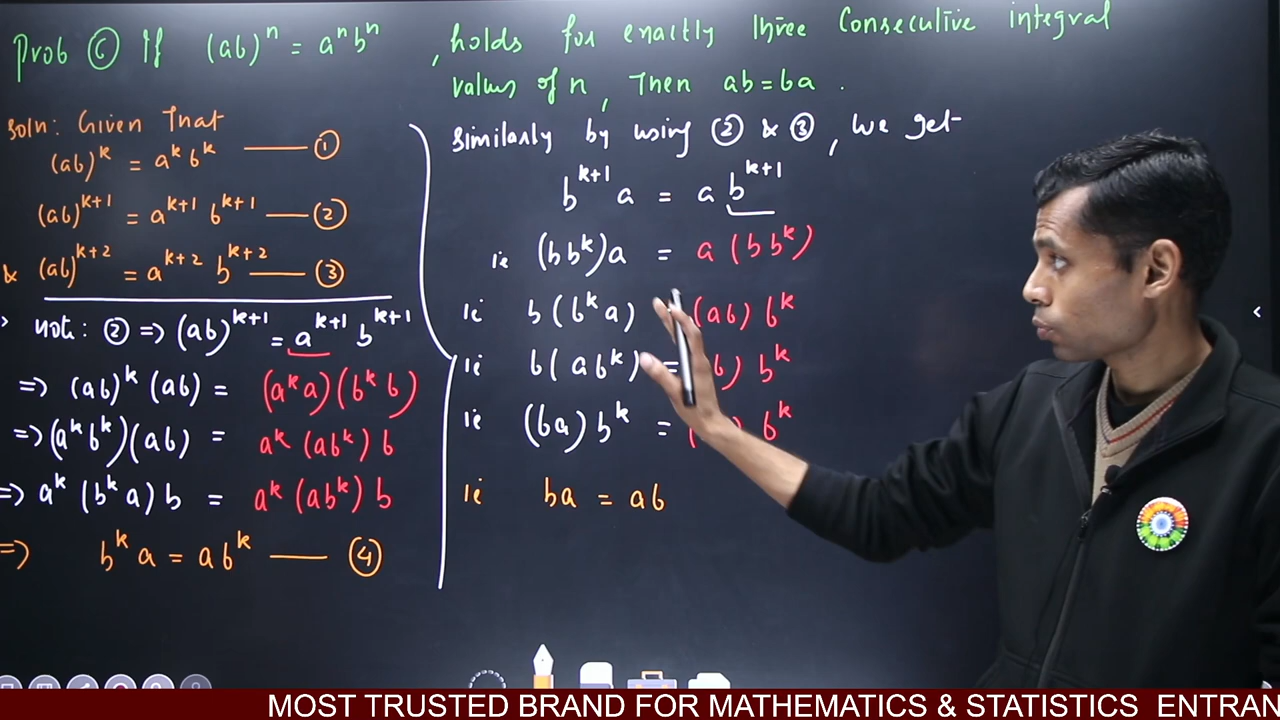 Prob ⓒ If (ab)ⁿ = aⁿbⁿ, holds for exactly three Consecutive integral
values of n, Then ab=ba.
Soln: Given That
(ab)^k = a^k b^k —— ①
(ab)^{k+1} = a^{k+1} b^{k+1} —— ②
& (ab)^{k+2} = a^{k+2} b^{k+2} —— ③
Note: ② => (ab)^{k+1} = a^{k+1} b^{k+1}
=> (ab)^k (ab) = (a^k a)(b^k b)
=> (a^k b^k)(ab) = a^k (ab^k) b
=> a^k (b^k a) b = a^k (ab^k) b
=> b^k a = ab^k —— ④
Similarly by using ② & ③, we get
b^{k+1} a = a b^{k+1}
ie (bb^k)a = a (bb^k)
ie b(b^k a) (ab) b^k
ie b(ab^k) = b) b^k
ie (ba)b^k = ( ) b^k
ie ba = ab
MOST TRUSTED BRAND FOR MATHEMATICS & STATISTICS ENTRAN